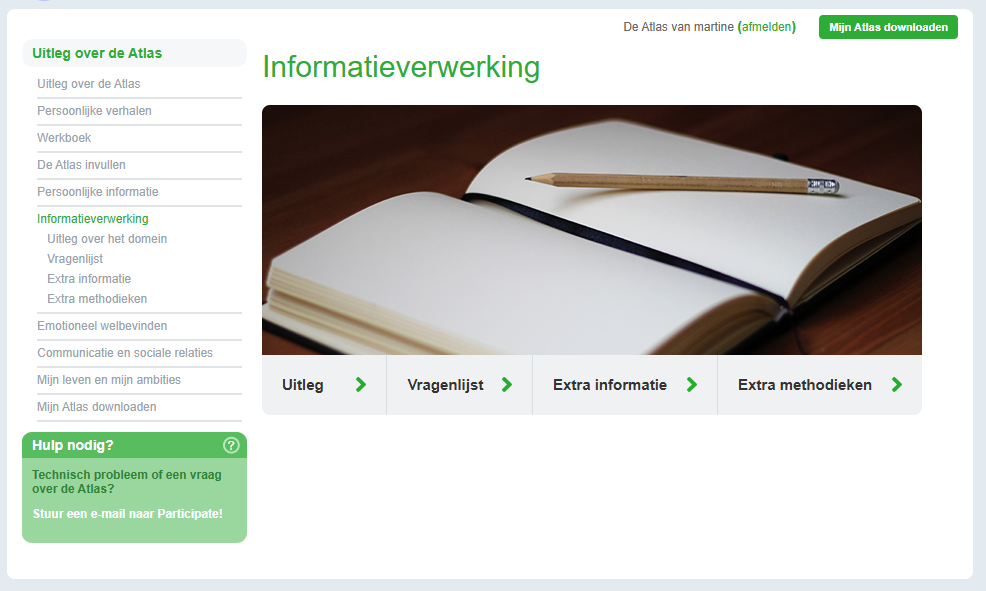 De Atlas van martine (afmelden)
Mijn Atlas downloaden
Uitleg over de Atlas
Uitleg over de Atlas
Persoonlijke verhalen
Werkboek
De Atlas invullen
Persoonlijke informatie
Informatieverwerking
Uitleg over het domein
Vragenlijst
Extra informatie
Extra methodieken
Emotioneel welbevinden
Communicatie en sociale relaties
Mijn leven en mijn ambities
Mijn Atlas downloaden
Hulp nodig?
?
Technisch probleem of een vraag
over de Atlas?
Stuur een e-mail naar Participate!
Informatieverwerking
Uitleg
Vragenlijst
Extra informatie
Extra methodieken